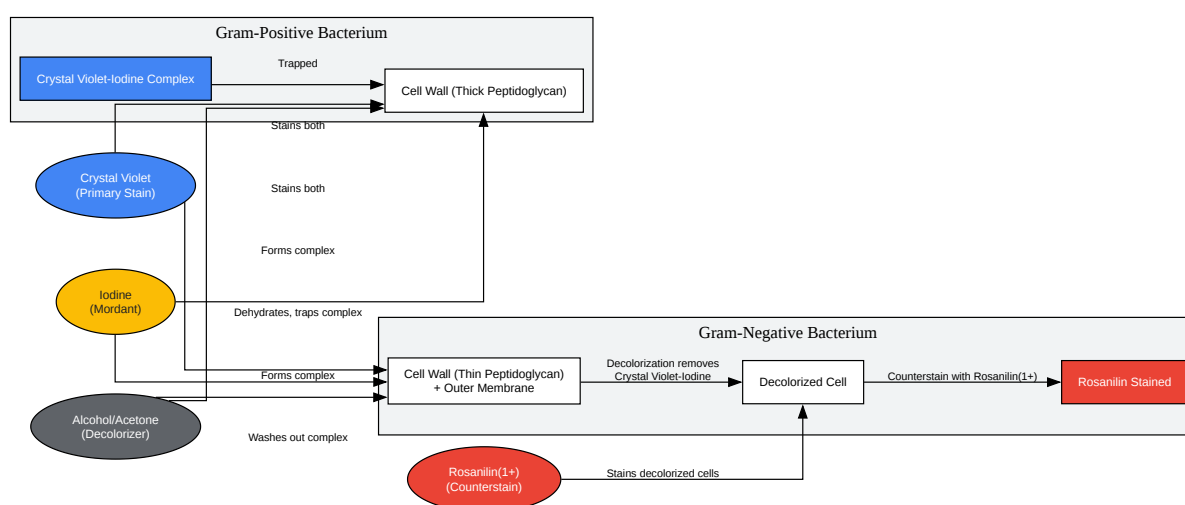 Gram-Positive Bacterium
Crystal Violet-Iodine Complex
Trapped
Cell Wall (Thick Peptidoglycan)
Stains both
Crystal Violet
(Primary Stain)
Stains both
Forms complex
Iodine
(Mordant)
Dehydrates, traps complex
Gram-Negative Bacterium
Cell Wall (Thin Peptidoglycan)
+ Outer Membrane
Decolorization removes
Crystal Violet-Iodine
Decolorized Cell
Counterstain with Rosanilin(1+)
Rosanilin Stained
Forms complex
Alcohol/Acetone
(Decolorizer)
Washes out complex
Rosanilin(1+)
(Counterstain)
Stains decolorized cells